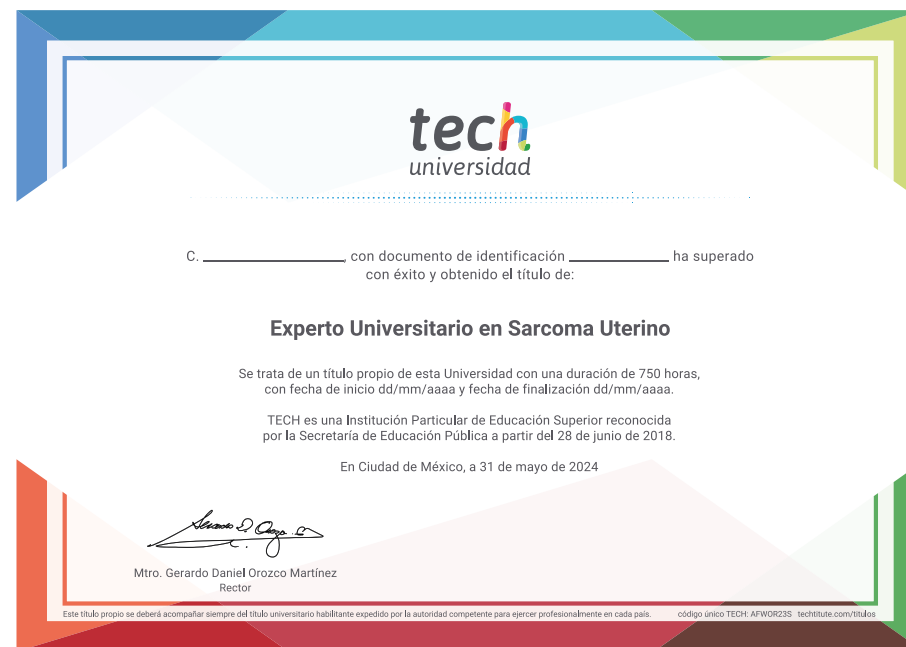 tech
universidad
C. ____________________, con documento de identificación ______________ ha superado
con éxito y obtenido el título de:
Experto Universitario en Sarcoma Uterino
Se trata de un título propio de esta Universidad con una duración de 750 horas,
con fecha de inicio dd/mm/aaaa y fecha de finalización dd/mm/aaaa.
TECH es una Institución Particular de Educación Superior reconocida
por la Secretaría de Educación Pública a partir del 28 de junio de 2018.
En Ciudad de México, a 31 de mayo de 2024
Mtro. Gerardo Daniel Orozco Martínez
Rector
Este título propio se deberá acompañar siempre del título universitario habilitante expedido por la autoridad competente para ejercer profesionalmente en cada país. código único TECH: AFWOR23S techtitute.com/titulos